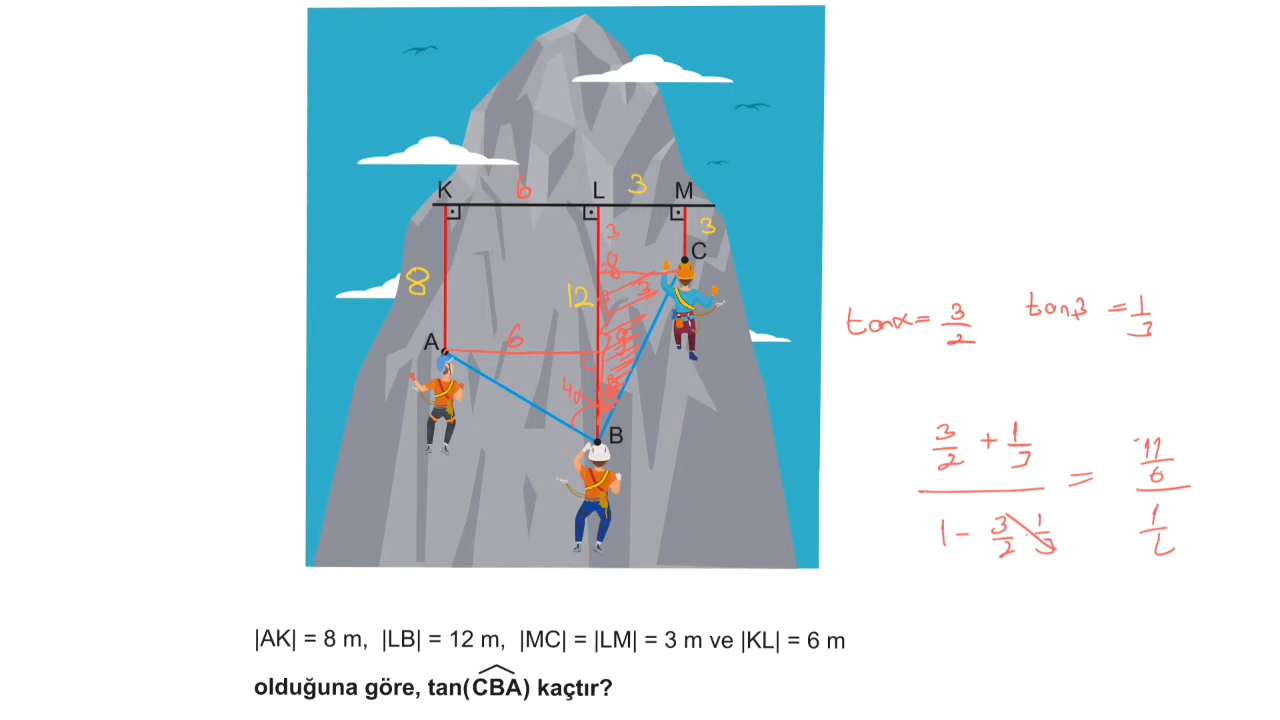 K 6 L 3 M
3 3
C
8 12
A 6
B
tanα = 3/2 tanβ = 1/3
3/2 + 1/3 = 11/6
1 - 3/2 · 1/3 1/2
|AK| = 8 m, |LB| = 12 m, |MC| = |LM| = 3 m ve |KL| = 6 m
olduğuna göre, tan(CBA) kaçtır?